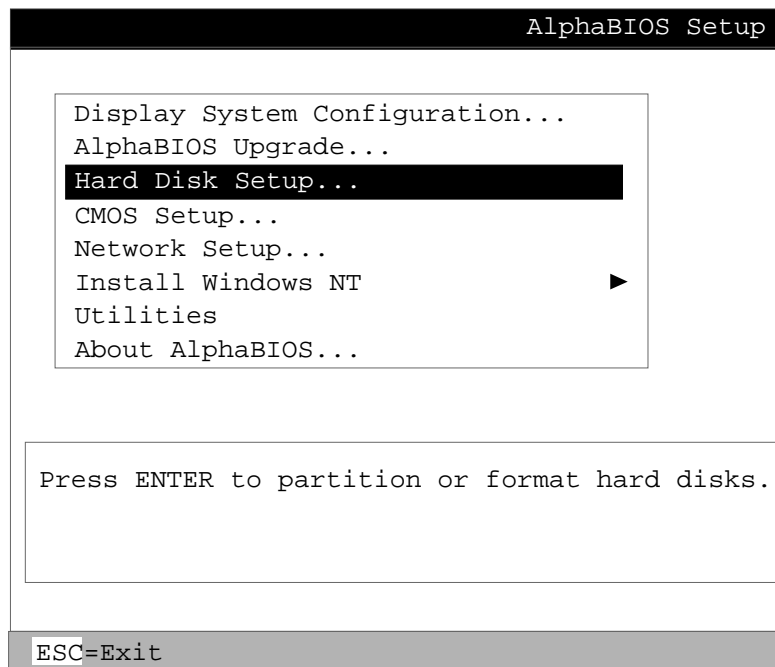 AlphaBIOS Setup
Display System Configuration...
AlphaBIOS Upgrade...
Hard Disk Setup...
CMOS Setup...
Network Setup...
Install Windows NT ►
Utilities
About AlphaBIOS...
Press ENTER to partition or format hard disks.
ESC=Exit